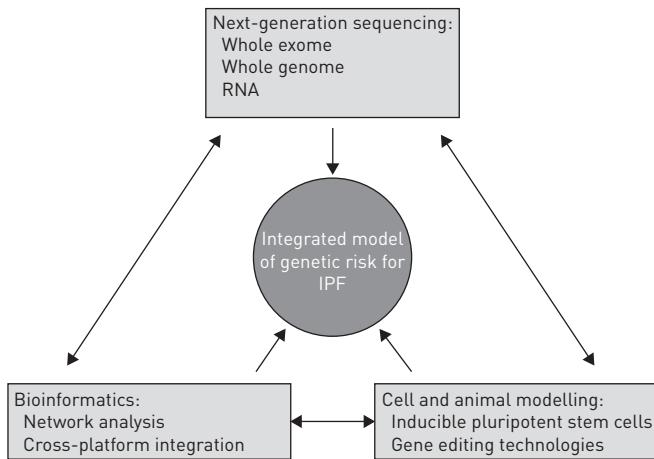 Next-generation sequencing:
Whole exome
Whole genome
RNA
Integrated model
of genetic risk for
IPF
Bioinformatics:
Network analysis
Cross-platform integration
Cell and animal modelling:
Inducible pluripotent stem cells
Gene editing technologies